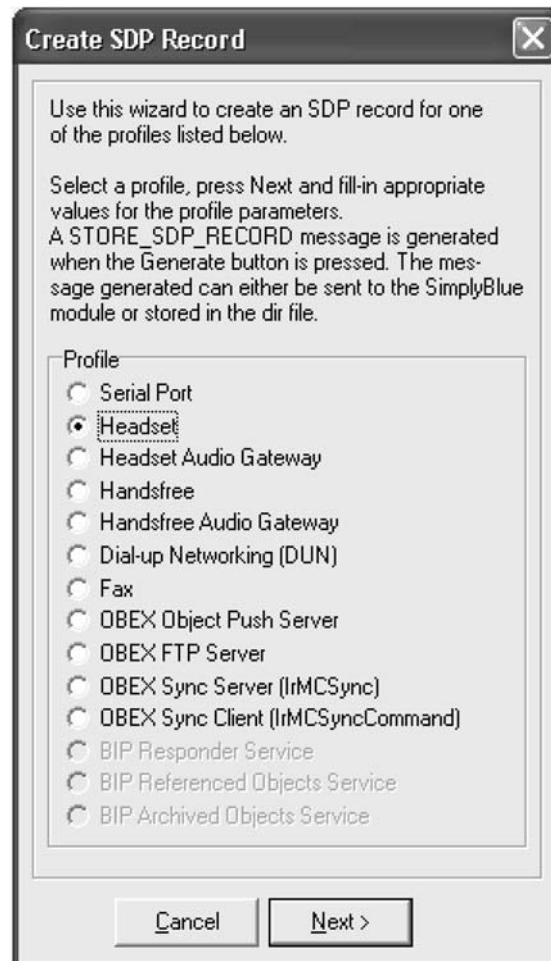 Create SDP Record
Use this wizard to create an SDP record for one
of the profiles listed below.
Select a profile, press Next and fill-in appropriate
values for the profile parameters.
A STORE_SDP_RECORD message is generated
when the Generate button is pressed. The mes-
sage generated can either be sent to the SimplyBlue
module or stored in the dir file.
Profile
Serial Port
Headset
Headset Audio Gateway
Handsfree
Handsfree Audio Gateway
Dial-up Networking (DUN)
Fax
OBEX Object Push Server
OBEX FTP Server
OBEX Sync Server (IrMCSync)
OBEX Sync Client (IrMCSyncCommand)
BIP Responder Service
BIP Referenced Objects Service
BIP Archived Objects Service
Cancel
Next >